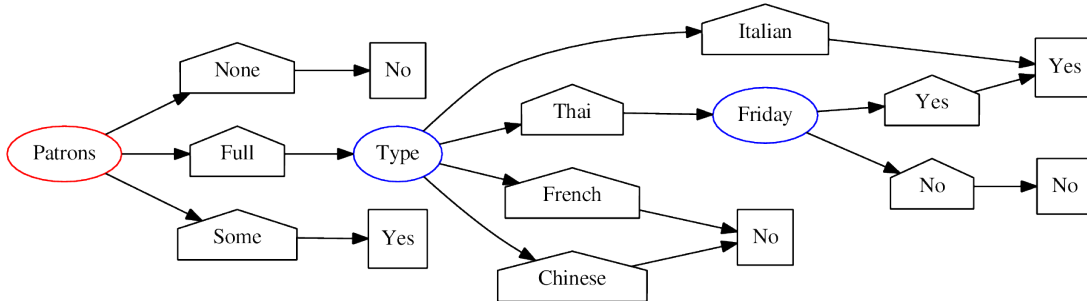 Italian
None
No
Yes
Thai
Friday
Yes
Patrons
Full
Type
French
No
No
Some
Yes
No
Chinese